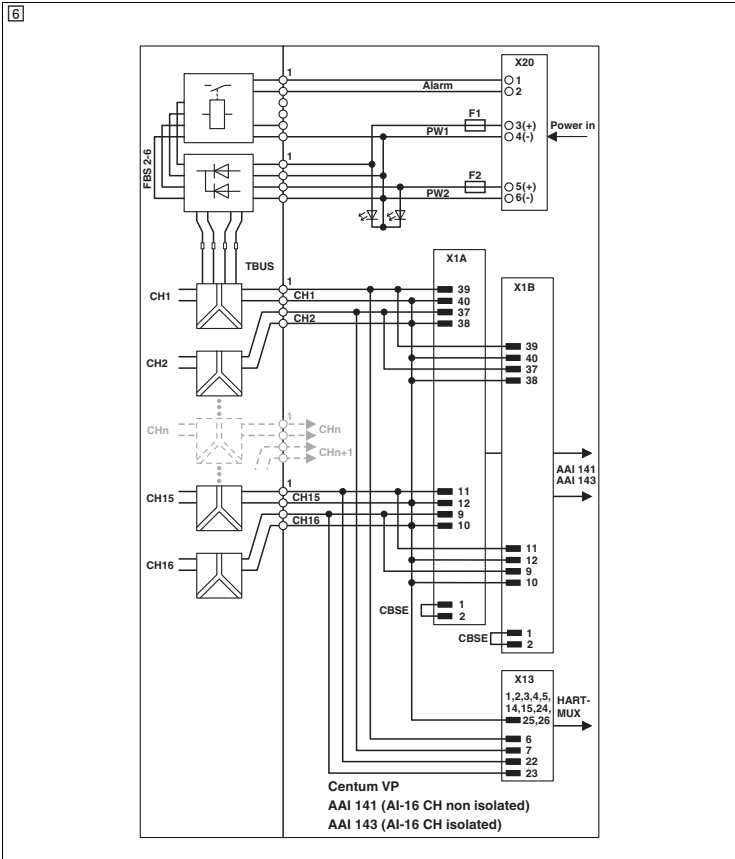 6
X20
1
1
Alarm
2
F1
3(+)
Power in
PW1
4(-)
FBS 2-6
1
F2
5(+)
PW2
6(-)
TBUS
X1A
X1B
1
CH1
CH1
39
40
CH2
37
38
CH2
39
40
37
38
1
CHn
CHn
CHn+1
AAI 141
AAI 143
1
CH15
CH15
11
12
9
CH16
10
CH16
11
12
9
10
CBSE
1
2
CBSE
1
2
X13
1,2,3,4,5,
14,15,24,
25,26
HART-
MUX
6
7
22
23
Centum VP
AAI 141 (AI-16 CH non isolated)
AAI 143 (AI-16 CH isolated)